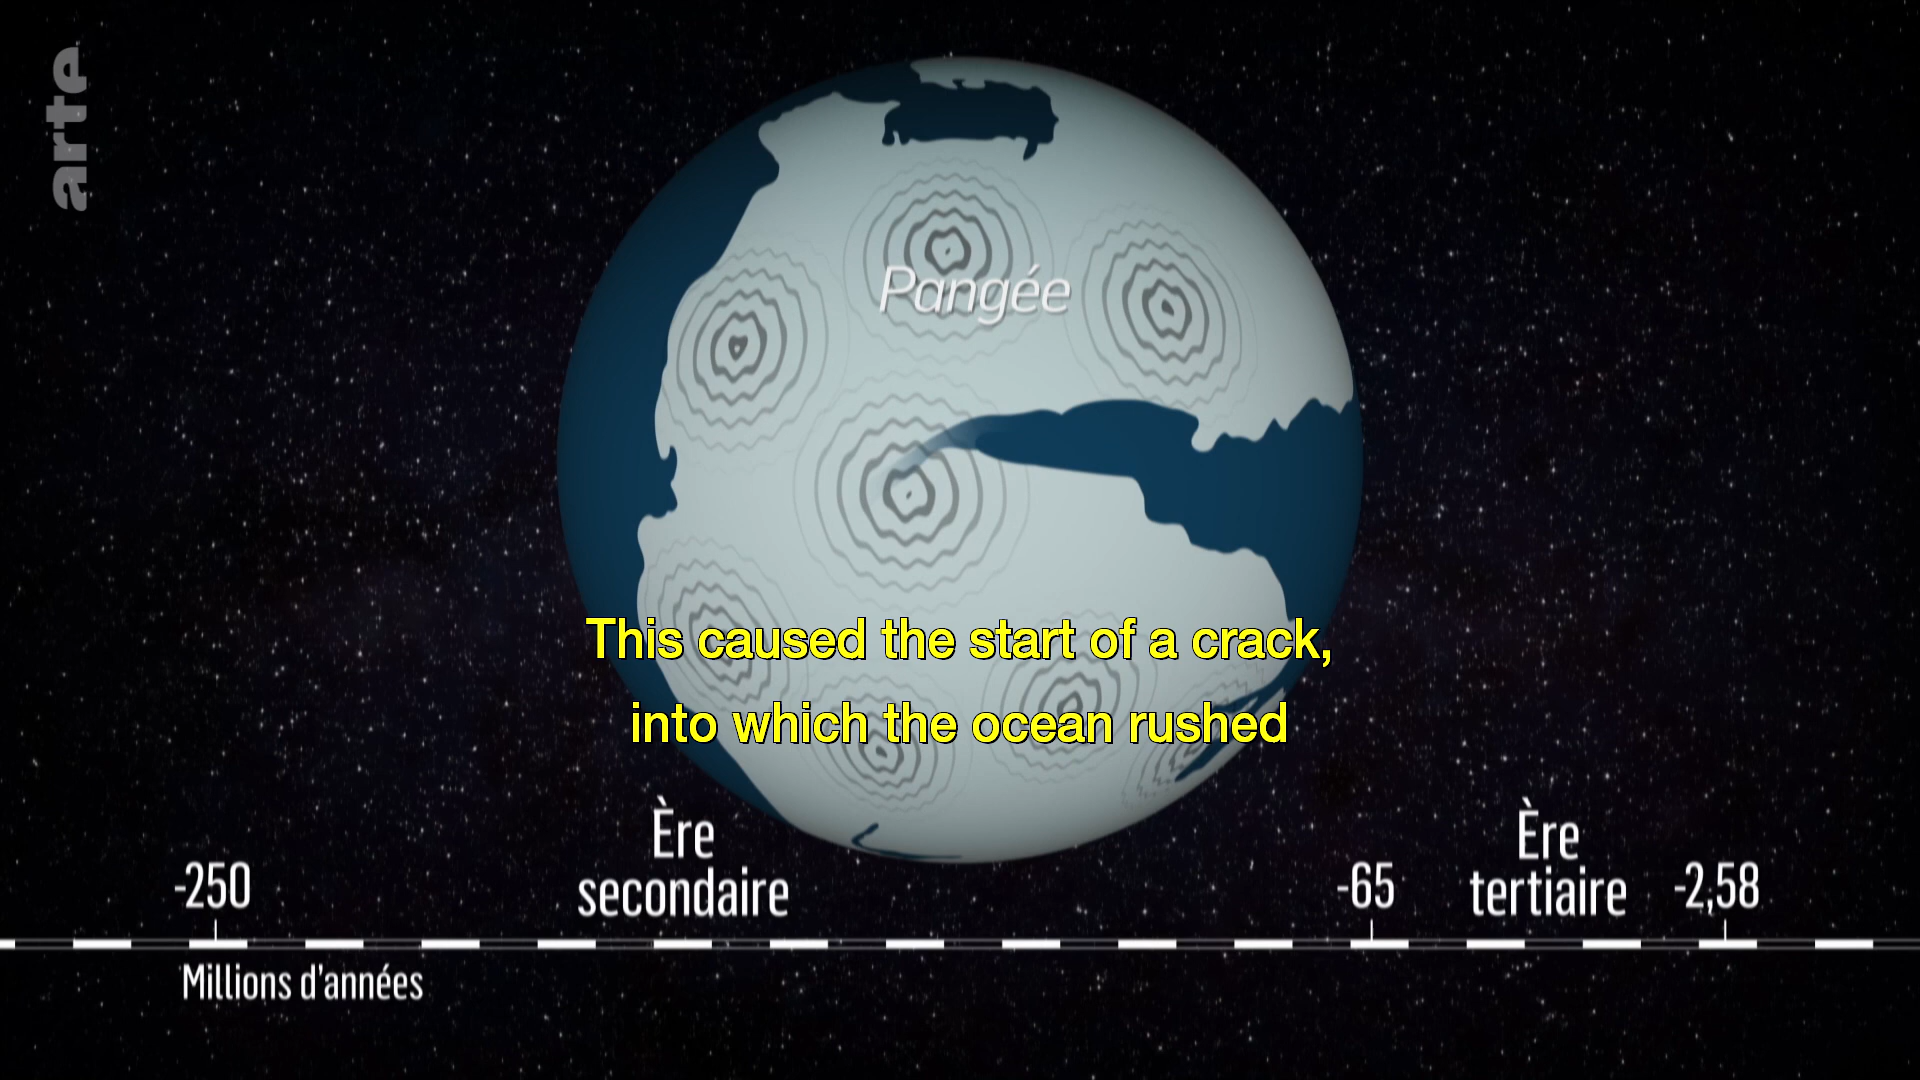 arte
Pangée
This caused the start of a crack,
into which the ocean rushed
Ère
secondaire
Ère
tertiaire
-250
-65
-2,58
Millions d'années